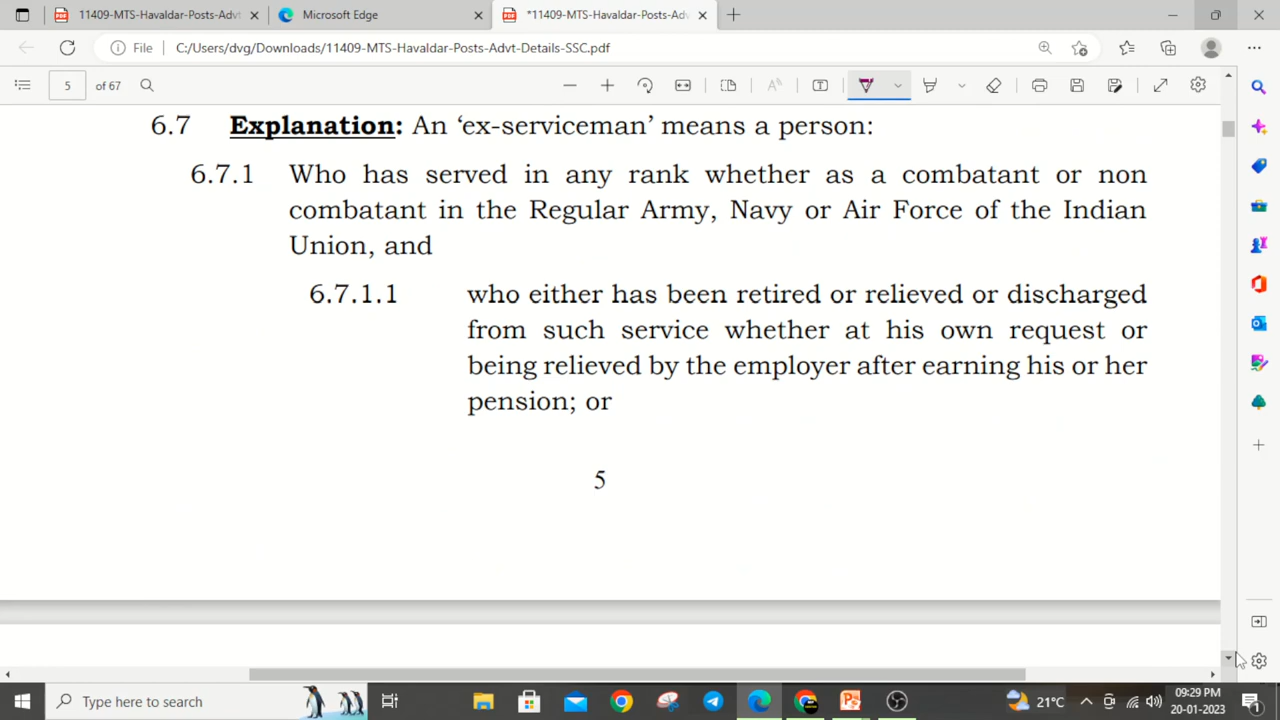 11409-MTS-Havaldar-Posts-Advt
Microsoft Edge
*11409-MTS-Havaldar-Posts-Adv
File
C:/Users/dvg/Downloads/11409-MTS-Havaldar-Posts-Advt-Details-SSC.pdf
5 of 67
6.7 Explanation: An ‘ex-serviceman’ means a person:
6.7.1 Who has served in any rank whether as a combatant or non
combatant in the Regular Army, Navy or Air Force of the Indian
Union, and
6.7.1.1 who either has been retired or relieved or discharged
from such service whether at his own request or
being relieved by the employer after earning his or her
pension; or
5
Type here to search
21°C
09:29 PM
20-01-2023
1